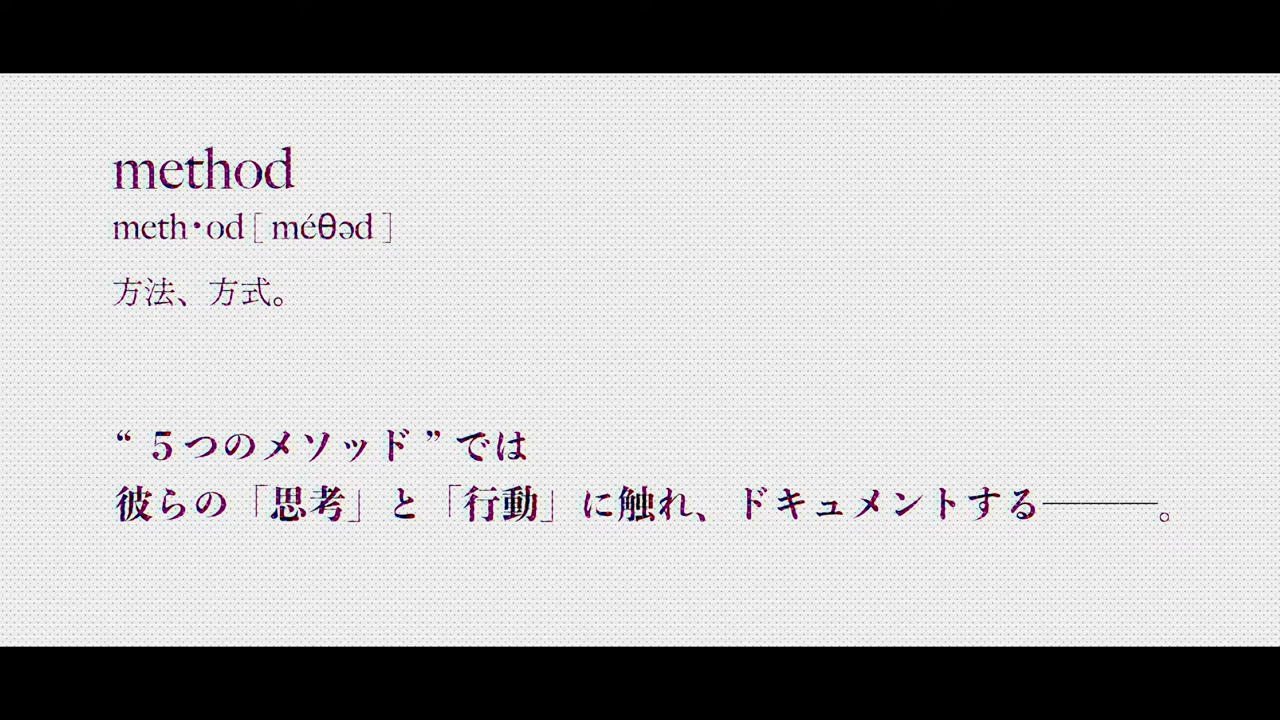 method
meth・od [ méθəd ]
方法、方式。
“ ５つのメソッド ” では
彼らの「思考」と「行動」に触れ、ドキュメントする―――。